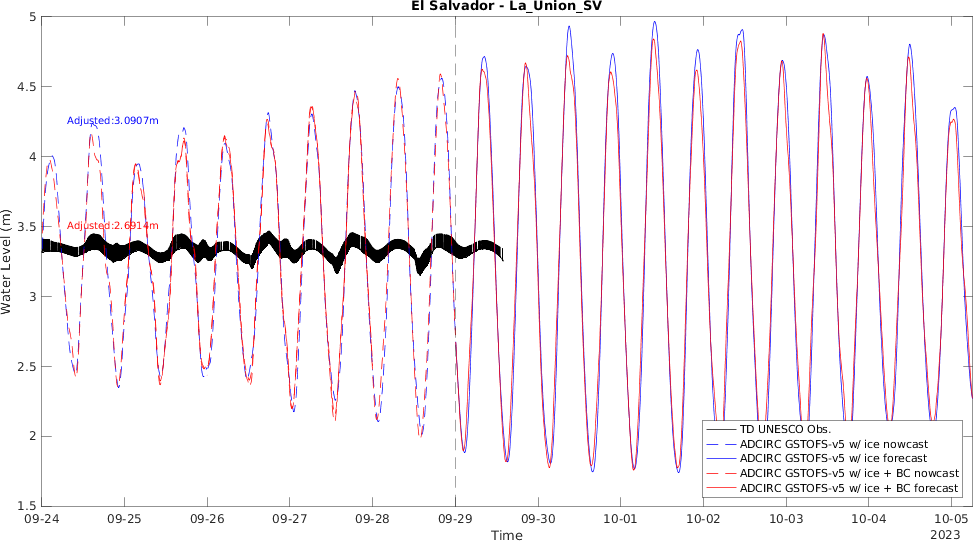 El Salvador - La_Union_SV
5
4.5
4
3.5
3
2.5
2
1.5
Water Level (m)
Adjusted:3.0907m
Adjusted:2.6914m
TD UNESCO Obs.
ADCIRC GSTOFS-v5 w/ ice nowcast
ADCIRC GSTOFS-v5 w/ ice forecast
ADCIRC GSTOFS-v5 w/ ice + BC nowcast
ADCIRC GSTOFS-v5 w/ ice + BC forecast
09-24 09-25 09-26 09-27 09-28 09-29 09-30 10-01 10-02 10-03 10-04 10-05
2023
Time